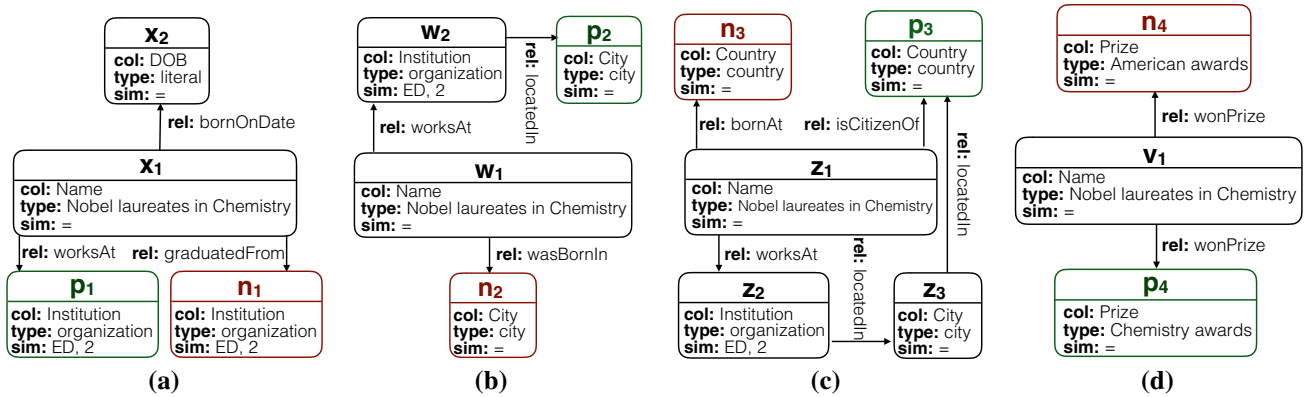 x2
col: DOB
type: literal
sim: =
rel: bornOnDate
x1
col: Name
type: Nobel laureates in Chemistry
sim: =
rel: worksAt
rel: graduatedFrom
p1
col: Institution
type: organization
sim: ED, 2
n1
col: Institution
type: organization
sim: ED, 2
(a)
w2
col: Institution
type: organization
sim: ED, 2
rel: locatedIn
p2
col: City
type: city
sim: =
rel: worksAt
w1
col: Name
type: Nobel laureates in Chemistry
sim: =
rel: wasBornIn
n2
col: City
type: city
sim: =
(b)
n3
col: Country
type: country
sim: =
p3
col: Country
type: country
sim: =
rel: bornAt
rel: isCitizenOf
rel: locatedIn
z1
col: Name
type: Nobel laureates in Chemistry
sim: =
rel: worksAt
rel: locatedIn
z2
col: Institution
type: organization
sim: ED, 2
z3
col: City
type: city
sim: =
(c)
n4
col: Prize
type: American awards
sim: =
rel: wonPrize
v1
col: Name
type: Nobel laureates in Chemistry
sim: =
rel: wonPrize
p4
col: Prize
type: Chemistry awards
sim: =
(d)